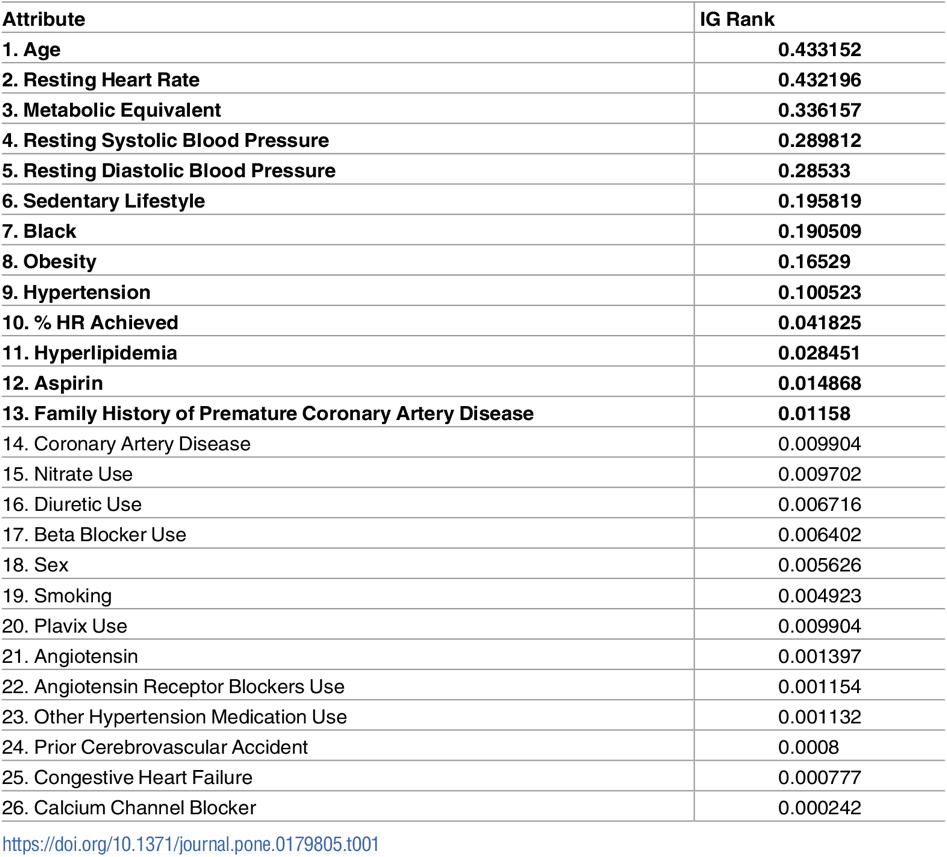 Attribute IG Rank
1. Age 0.433152
2. Resting Heart Rate 0.432196
3. Metabolic Equivalent 0.336157
4. Resting Systolic Blood Pressure 0.289812
5. Resting Diastolic Blood Pressure 0.28533
6. Sedentary Lifestyle 0.195819
7. Black 0.190509
8. Obesity 0.16529
9. Hypertension 0.100523
10. % HR Achieved 0.041825
11. Hyperlipidemia 0.028451
12. Aspirin 0.014868
13. Family History of Premature Coronary Artery Disease 0.01158
14. Coronary Artery Disease 0.009904
15. Nitrate Use 0.009702
16. Diuretic Use 0.006716
17. Beta Blocker Use 0.006402
18. Sex 0.005626
19. Smoking 0.004923
20. Plavix Use 0.009904
21. Angiotensin 0.001397
22. Angiotensin Receptor Blockers Use 0.001154
23. Other Hypertension Medication Use 0.001132
24. Prior Cerebrovascular Accident 0.0008
25. Congestive Heart Failure 0.000777
26. Calcium Channel Blocker 0.000242
https://doi.org/10.1371/journal.pone.0179805.t001